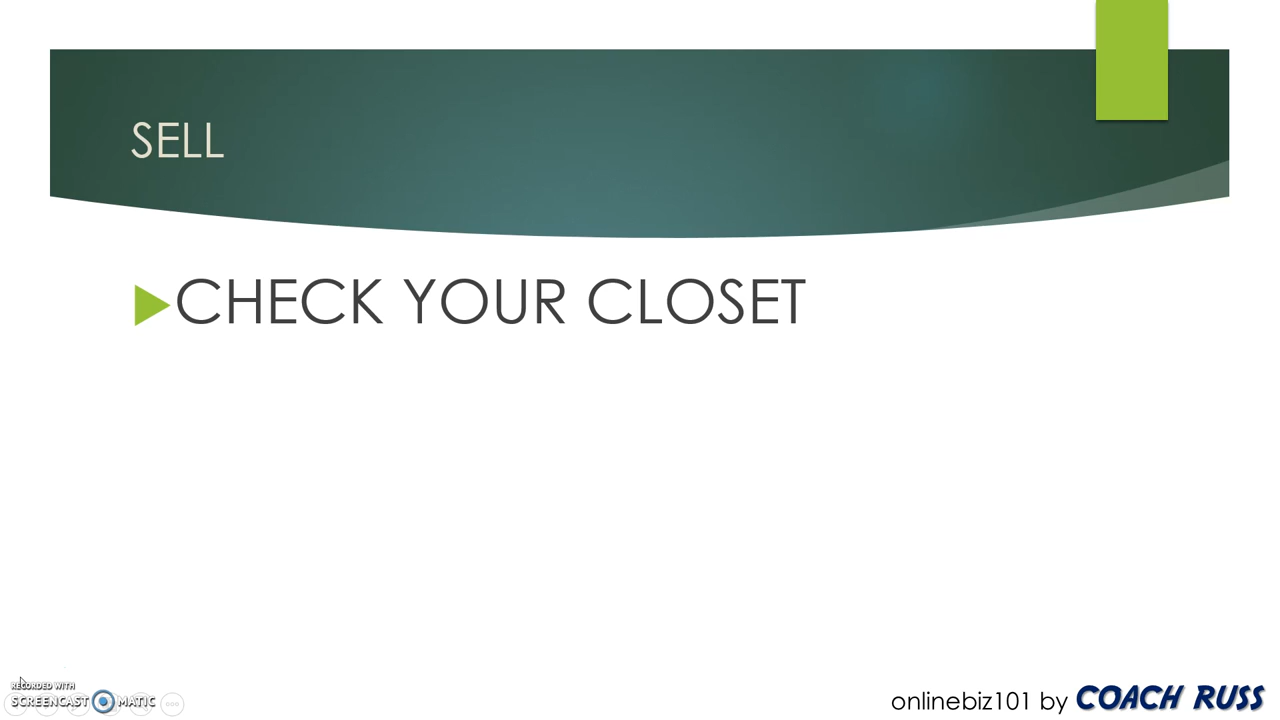 SELL
CHECK YOUR CLOSET
RECORDED WITH
SCREENCAST MATIC
onlinebiz101 by COACH RUSS